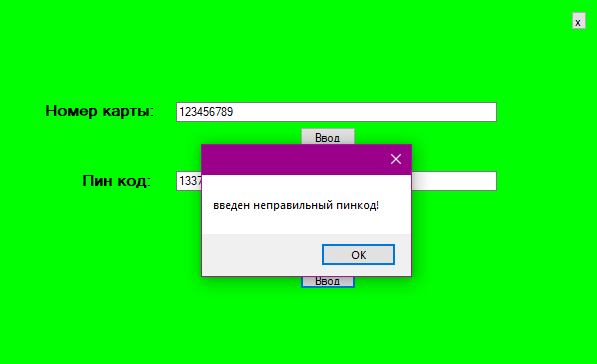 x
Номер карты: 123456789
Ввод
Пин код: 1337
введен неправильный пинкод!
OK
Ввод